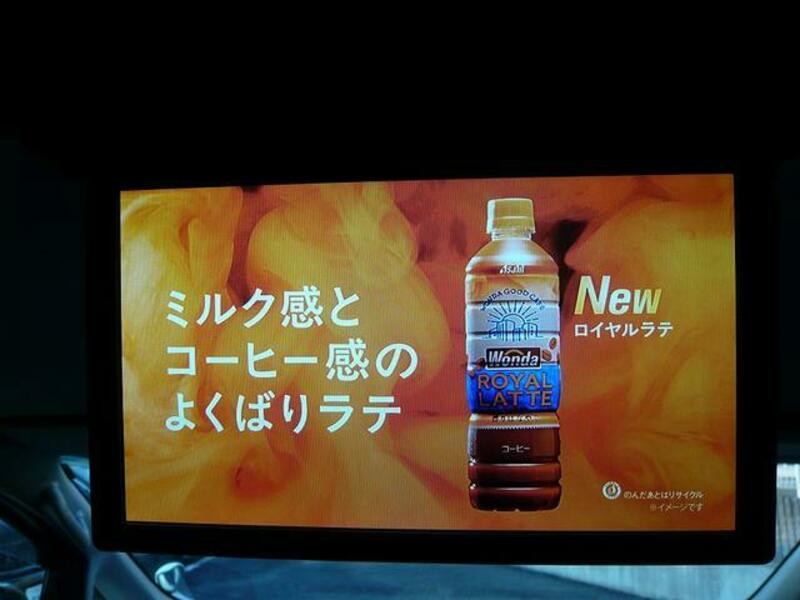 ミルク感と
コーヒー感の
よくばりラテ
Asahi
WONDA GOOD CAFE
Wonda
ROYAL
LATTE
コーヒー
New
ロイヤルラテ
のんだあとはリサイクル
※イメージです